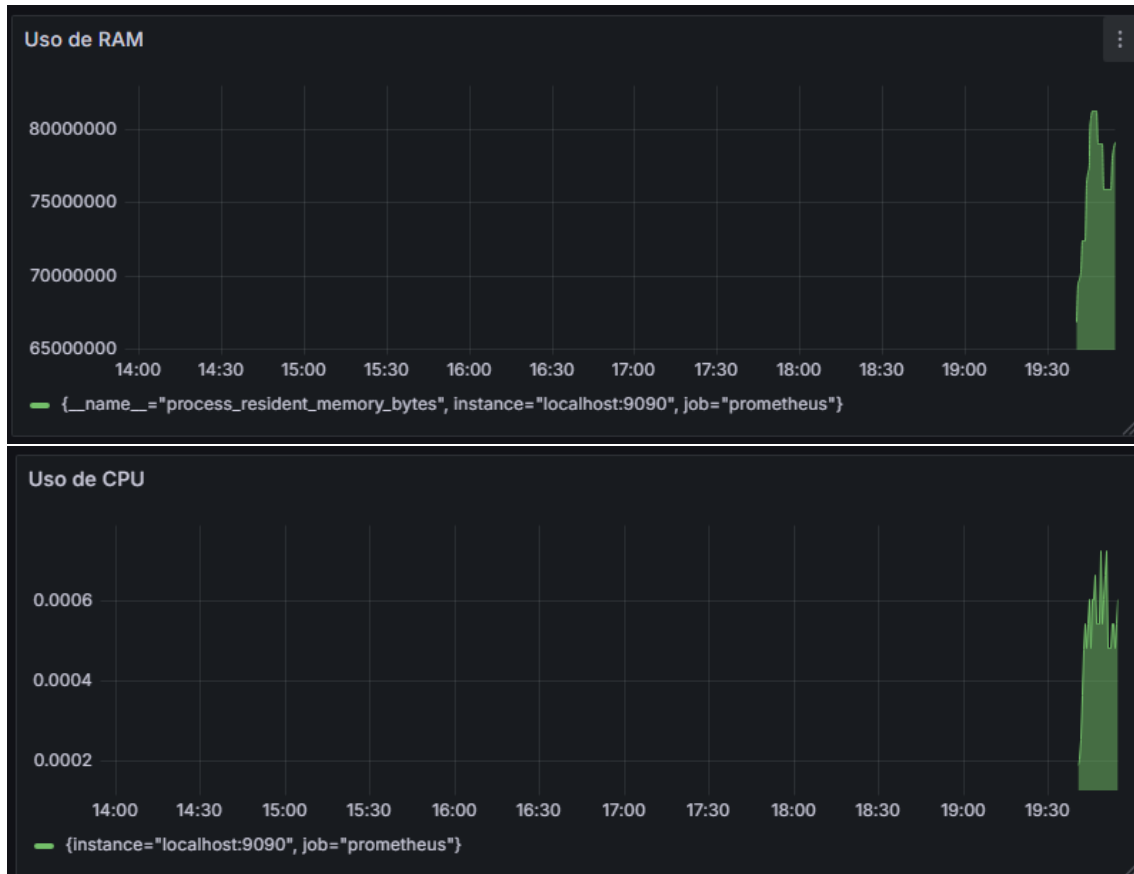 Uso de RAM
80000000
75000000
70000000
65000000
14:00 14:30 15:00 15:30 16:00 16:30 17:00 17:30 18:00 18:30 19:00 19:30
{__name__="process_resident_memory_bytes", instance="localhost:9090", job="prometheus"}
Uso de CPU
0.0006
0.0004
0.0002
14:00 14:30 15:00 15:30 16:00 16:30 17:00 17:30 18:00 18:30 19:00 19:30
{instance="localhost:9090", job="prometheus"}